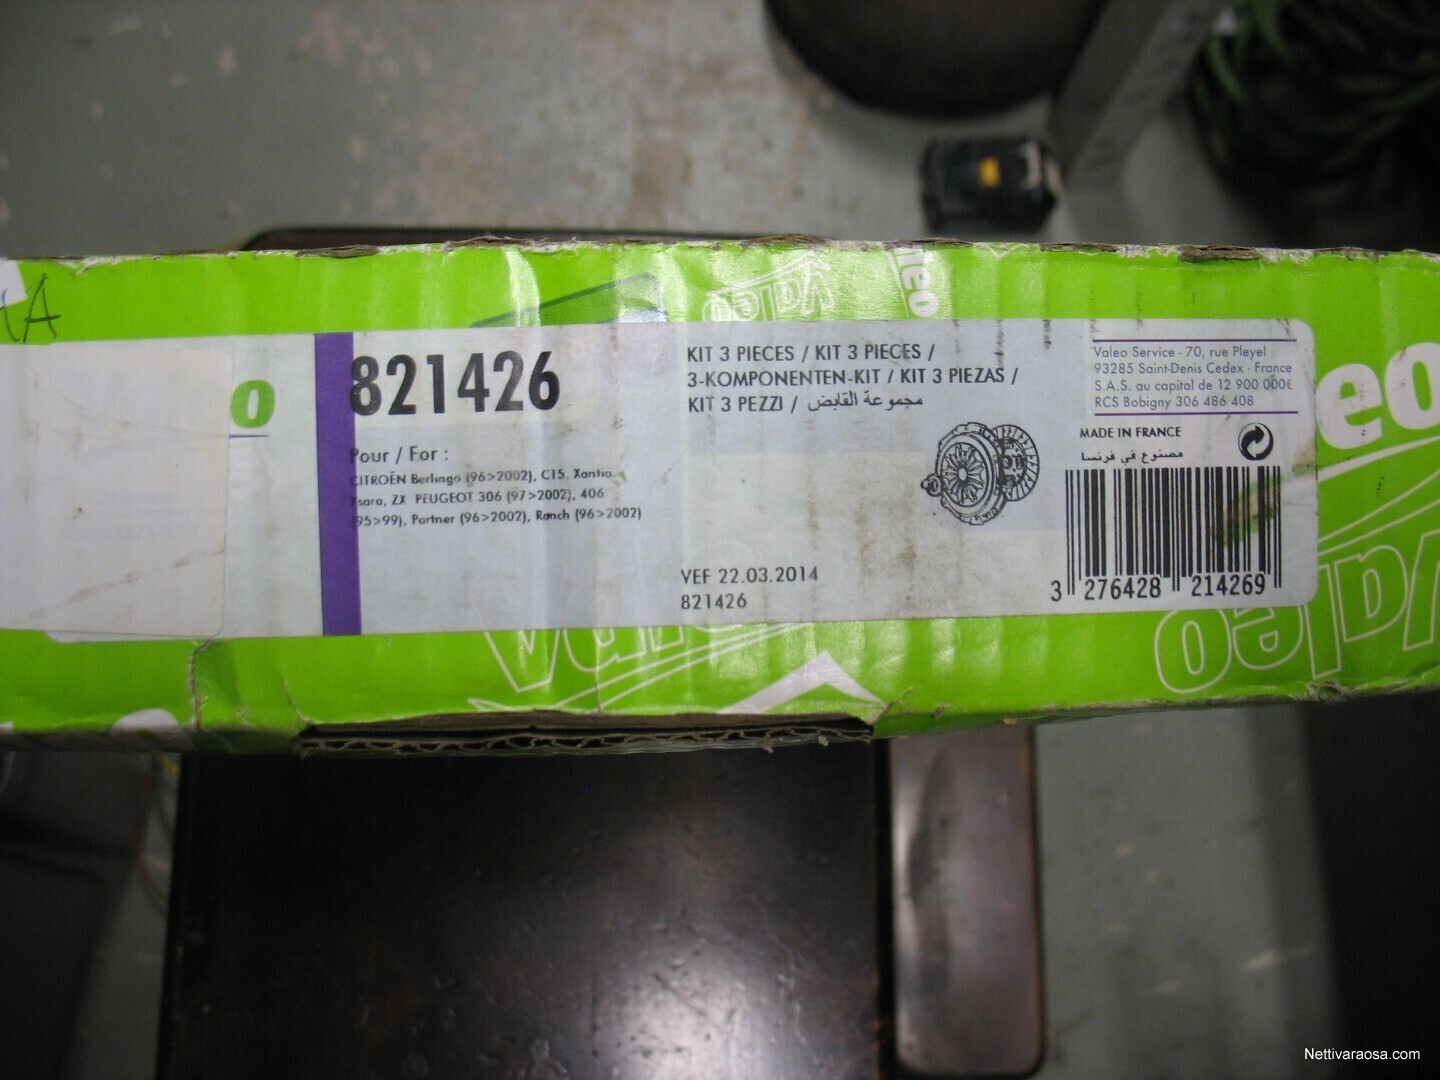 Valeo
eo
821426
KIT 3 PIECES / KIT 3 PIECES /
3-KOMPONENTEN-KIT / KIT 3 PIEZAS /
KIT 3 PEZZI / مجموعة القابض
Valeo Service - 70, rue Pleyel
93285 Saint-Denis Cedex - France
S.A.S. au capital de 12 900 000€
RCS Bobigny 306 486 408
MADE IN FRANCE
مصنوع في فرنسا
o
Pour / For :
CITROËN Berlingo (96>2002), C15, Xantia,
Xsara, ZX PEUGEOT 306 (97>2002), 406
(95>99), Partner (96>2002), Ranch (96>2002)
VEF 22.03.2014
821426
3 276428 214269
eo
Valeo
Valeo
Nettivaraosa.com